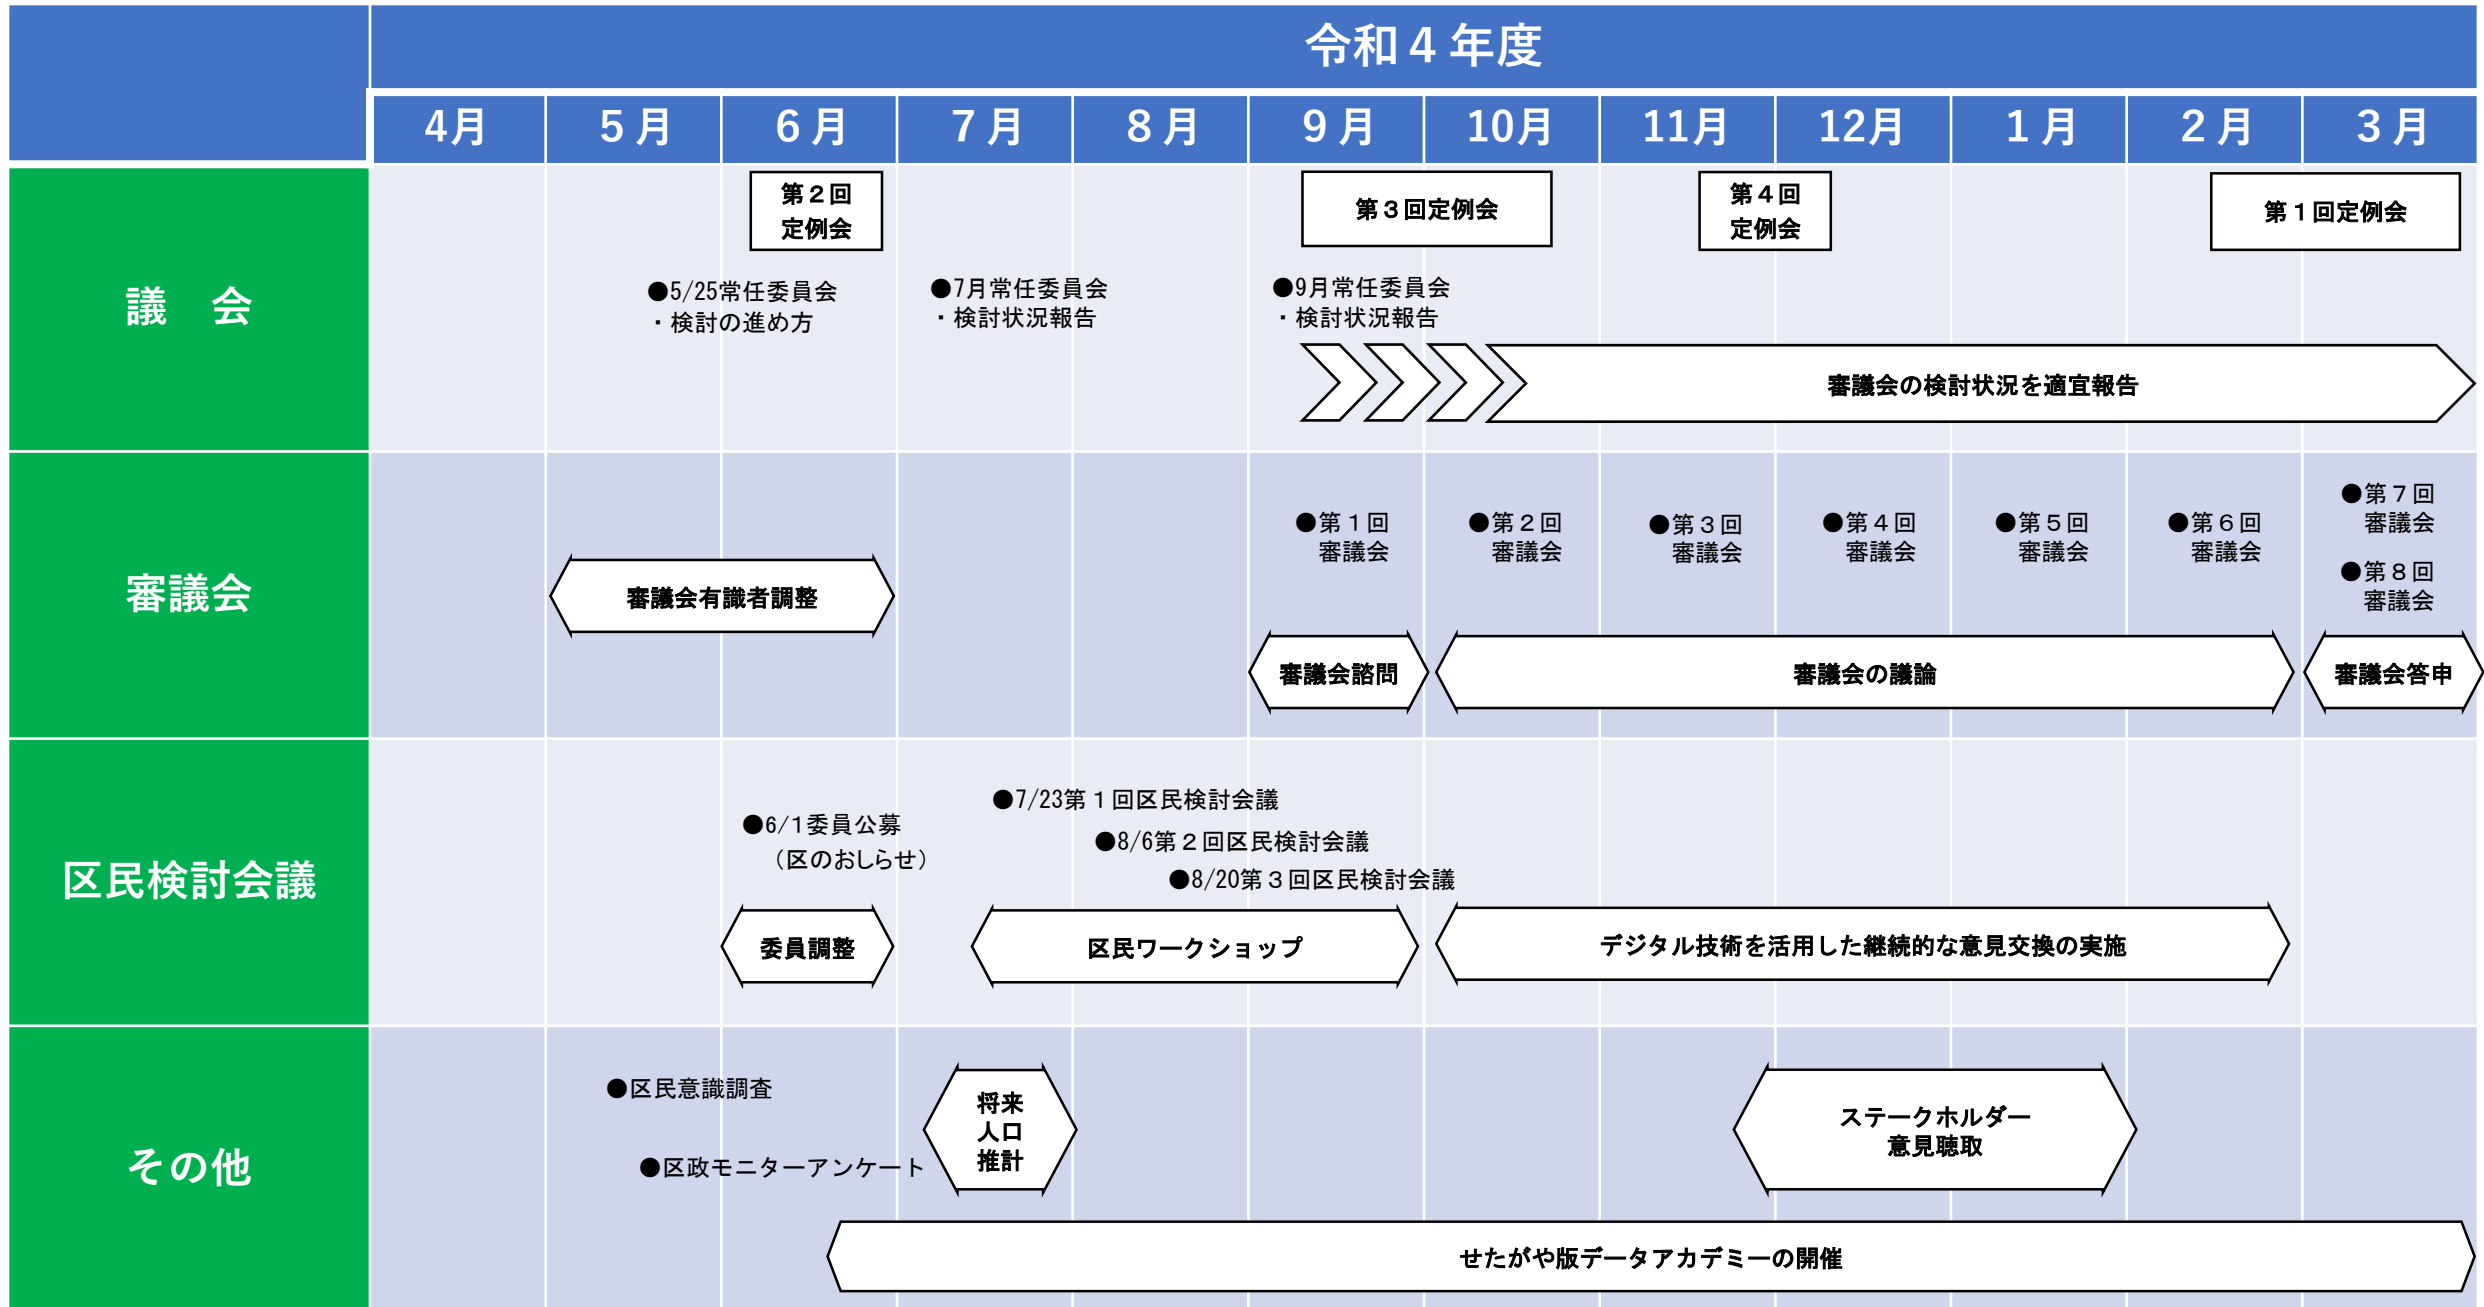 令和４年度
4月
５月
６月
７月
８月
９月
10月
11月
12月
１月
２月
３月
議　会
第２回
定例会
第３回定例会
第４回
定例会
第１回定例会
●5/25常任委員会
・検討の進め方
●7月常任委員会
・検討状況報告
●9月常任委員会
・検討状況報告
審議会の検討状況を適宜報告
審議会
●第１回
審議会
●第２回
審議会
●第３回
審議会
●第４回
審議会
●第５回
審議会
●第６回
審議会
●第７回
審議会
●第８回
審議会
審議会有識者調整
審議会諮問
審議会の議論
審議会答申
区民検討会議
●6/1委員公募
（区のおしらせ）
●7/23第１回区民検討会議
●8/6第２回区民検討会議
●8/20第３回区民検討会議
委員調整
区民ワークショップ
デジタル技術を活用した継続的な意見交換の実施
その他
●区民意識調査
●区政モニターアンケート
将来
人口
推計
ステークホルダー
意見聴取
せたがや版データアカデミーの開催